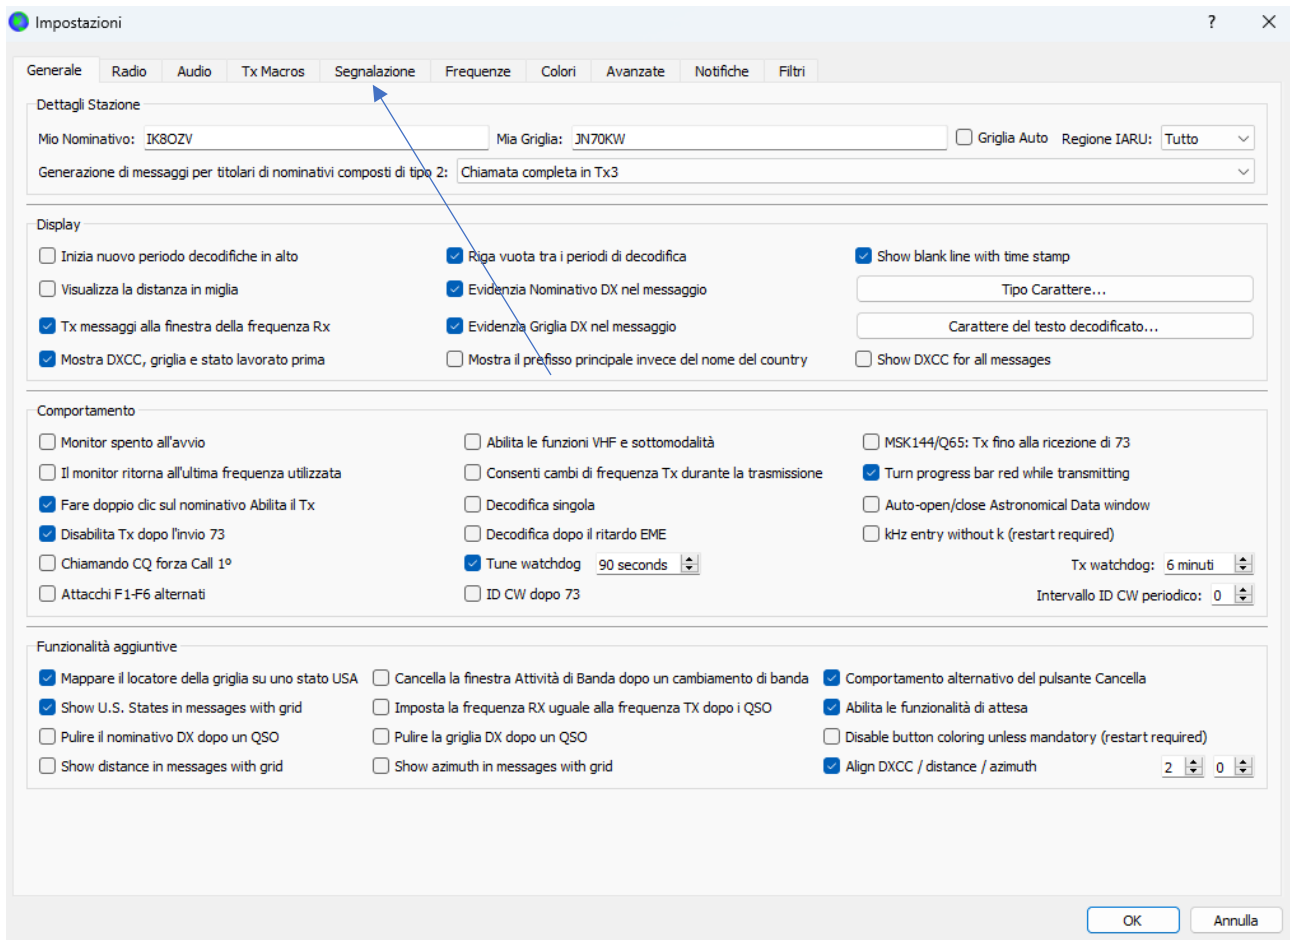 Impostazioni ?
Generale Radio Audio Tx Macros Segnalazione Frequenze Colori Avanzate Notifiche Filtri
Dettagli Stazione
Mio Nominativo: IK8OZV Mia Griglia: JN70KW Griglia Auto Regione IARU: Tutto
Generazione di messaggi per titolari di nominativi composti di tipo 2: Chiamata completa in Tx3
Display
Inizia nuovo periodo decodifiche in alto Riga vuota tra i periodi di decodifica Show blank line with time stamp
Visualizza la distanza in miglia Evidenzia Nominativo DX nel messaggio Tipo Carattere...
Tx messaggi alla finestra della frequenza Rx Evidenzia Griglia DX nel messaggio Carattere del testo decodificato...
Mostra DXCC, griglia e stato lavorato prima Mostra il prefisso principale invece del nome del country Show DXCC for all messages
Comportamento
Monitor spento all'avvio Abilita le funzioni VHF e sottomodalità MSK144/Q65: Tx fino alla ricezione di 73
Il monitor ritorna all'ultima frequenza utilizzata Consenti cambi di frequenza Tx durante la trasmissione Turn progress bar red while transmitting
Fare doppio clic sul nominativo Abilita il Tx Decodifica singola Auto-open/close Astronomical Data window
Disabilita Tx dopo l'invio 73 Decodifica dopo il ritardo EME kHz entry without k (restart required)
Chiamando CQ forza Call 1º Tune watchdog 90 seconds Tx watchdog: 6 minuti
Attacchi F1-F6 alternati ID CW dopo 73 Intervallo ID CW periodico: 0
Funzionalità aggiuntive
Mappare il locatore della griglia su uno stato USA Cancella la finestra Attività di Banda dopo un cambiamento di banda Comportamento alternativo del pulsante Cancella
Show U.S. States in messages with grid Imposta la frequenza RX uguale alla frequenza TX dopo i QSO Abilita le funzionalità di attesa
Pulire il nominativo DX dopo un QSO Pulire la griglia DX dopo un QSO Disable button coloring unless mandatory (restart required)
Show distance in messages with grid Show azimuth in messages with grid Align DXCC / distance / azimuth 2 0
OK Annulla